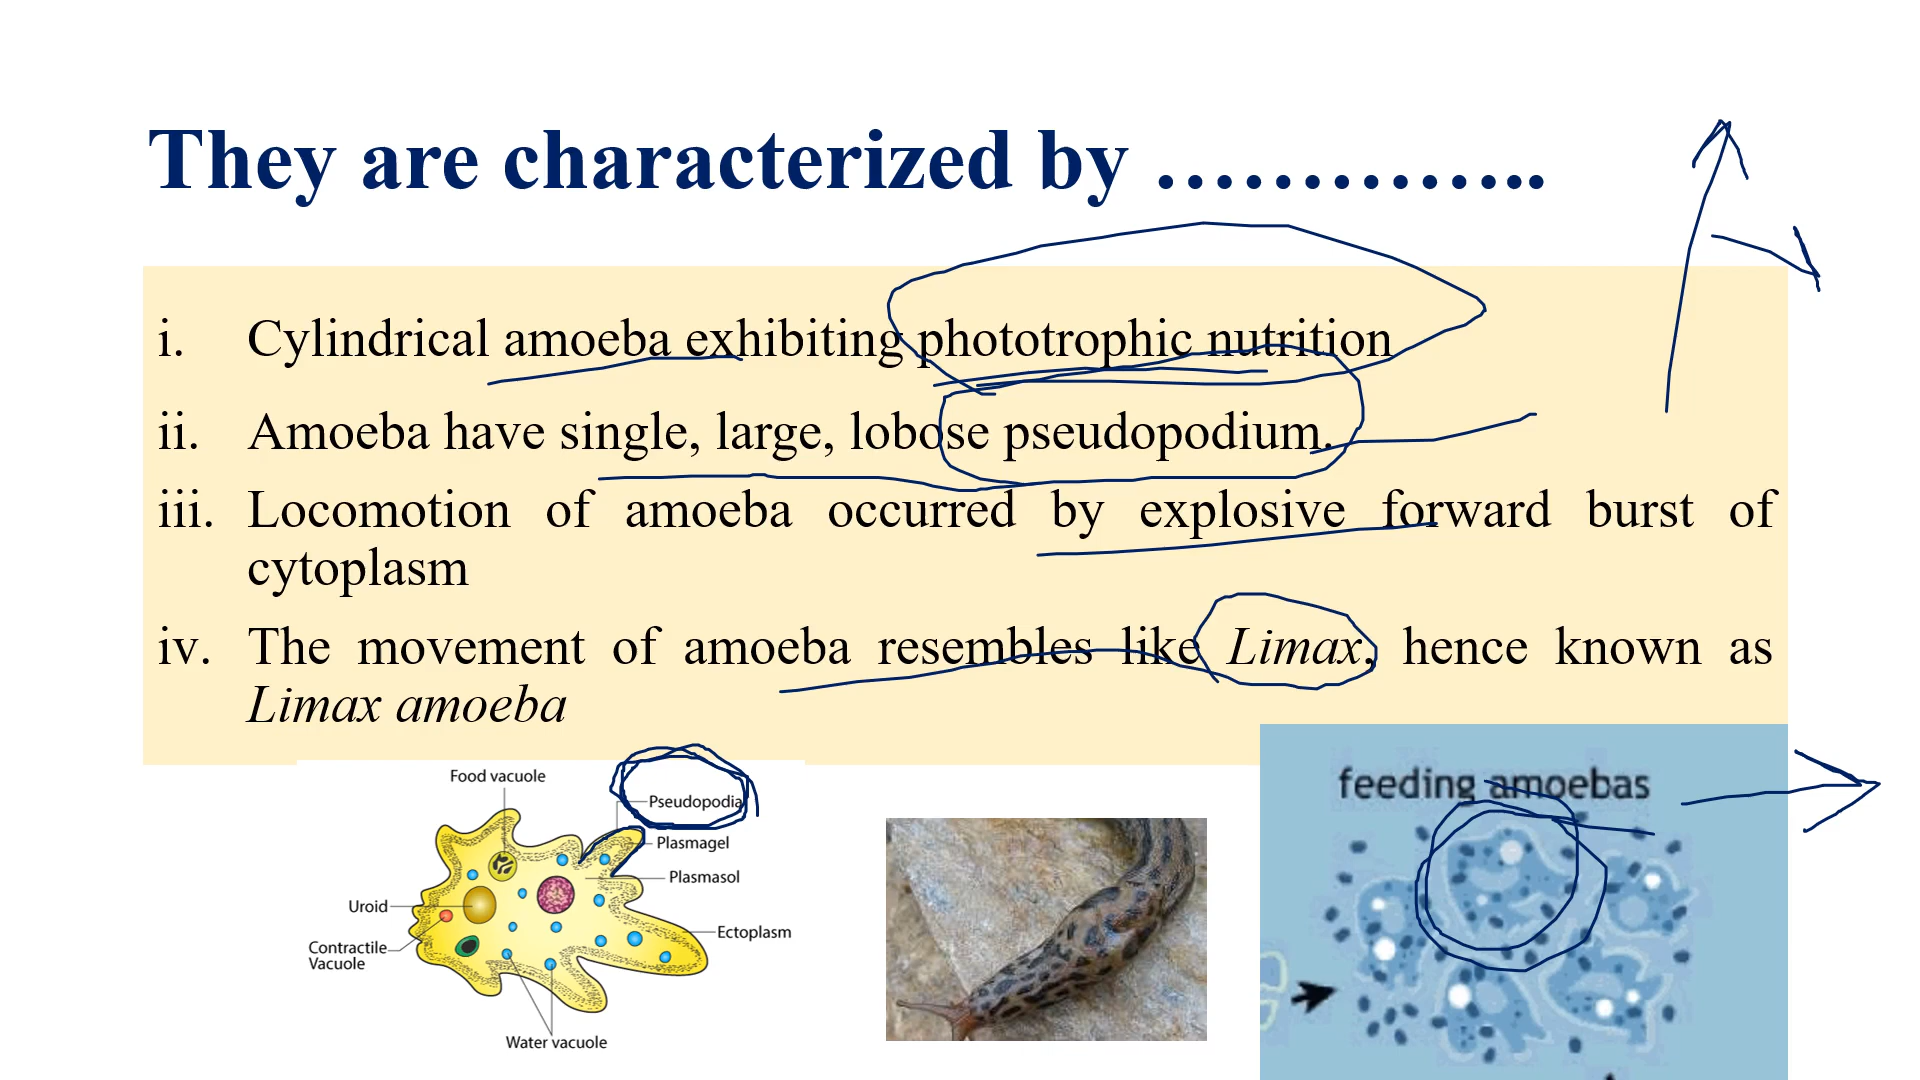 They are characterized by …………..
i. Cylindrical amoeba exhibiting phototrophic nutrition
ii. Amoeba have single, large, lobose pseudopodium.
iii. Locomotion of amoeba occurred by explosive forward burst of
cytoplasm
iv. The movement of amoeba resembles like Limax, hence known as
Limax amoeba
Food vacuole
Pseudopodia
Plasmagel
Plasmasol
Uroid
Ectoplasm
Contractile
Vacuole
Water vacuole
feeding amoebas